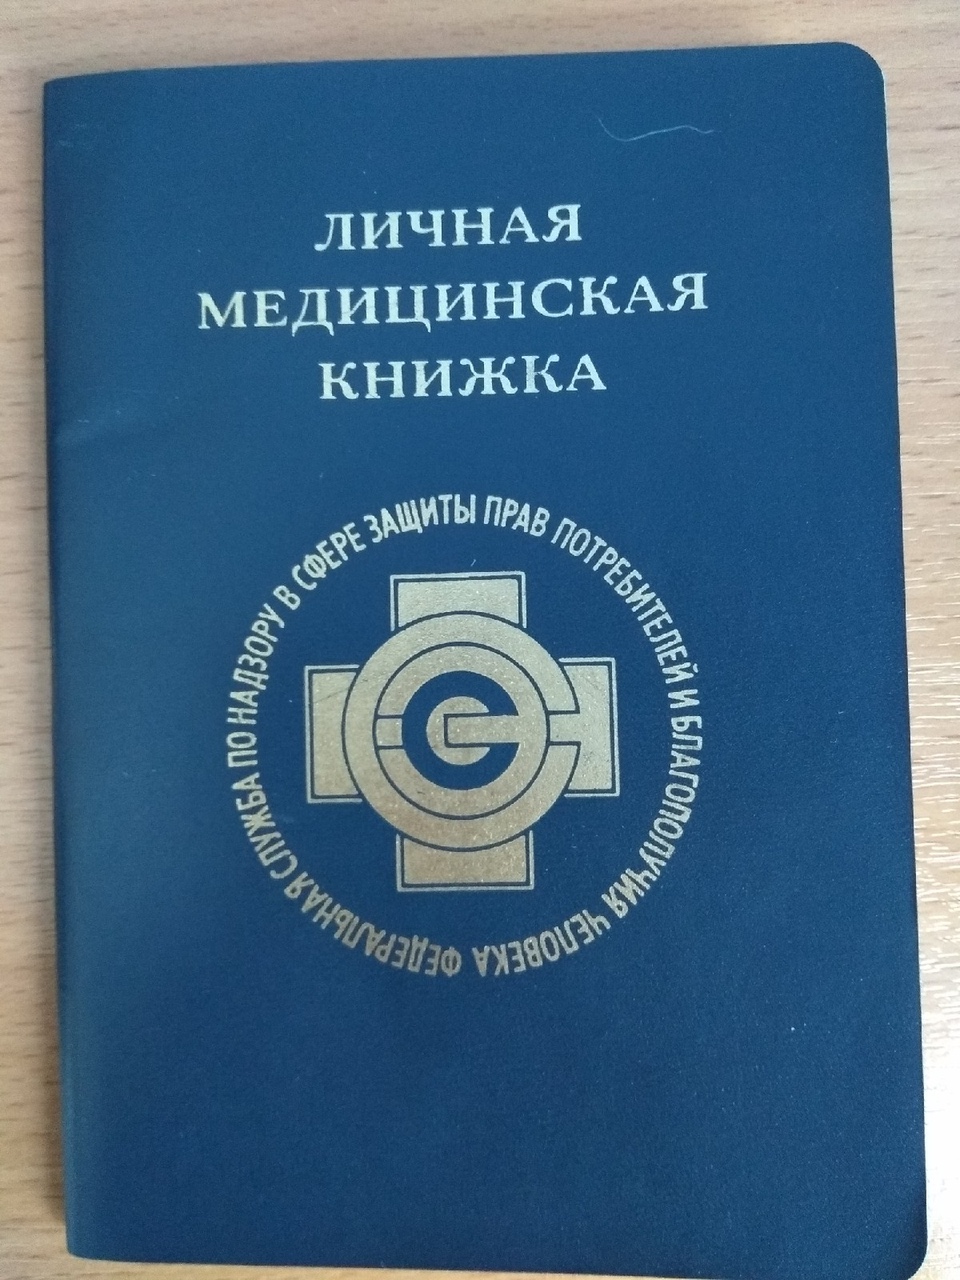 ЛИЧНАЯ
МЕДИЦИНСКАЯ
КНИЖКА
ФЕДЕРАЛЬНАЯ СЛУЖБА ПО НАДЗОРУ В СФЕРЕ ЗАЩИТЫ ПРАВ ПОТРЕБИТЕЛЕЙ И БЛАГОПОЛУЧИЯ ЧЕЛОВЕКА